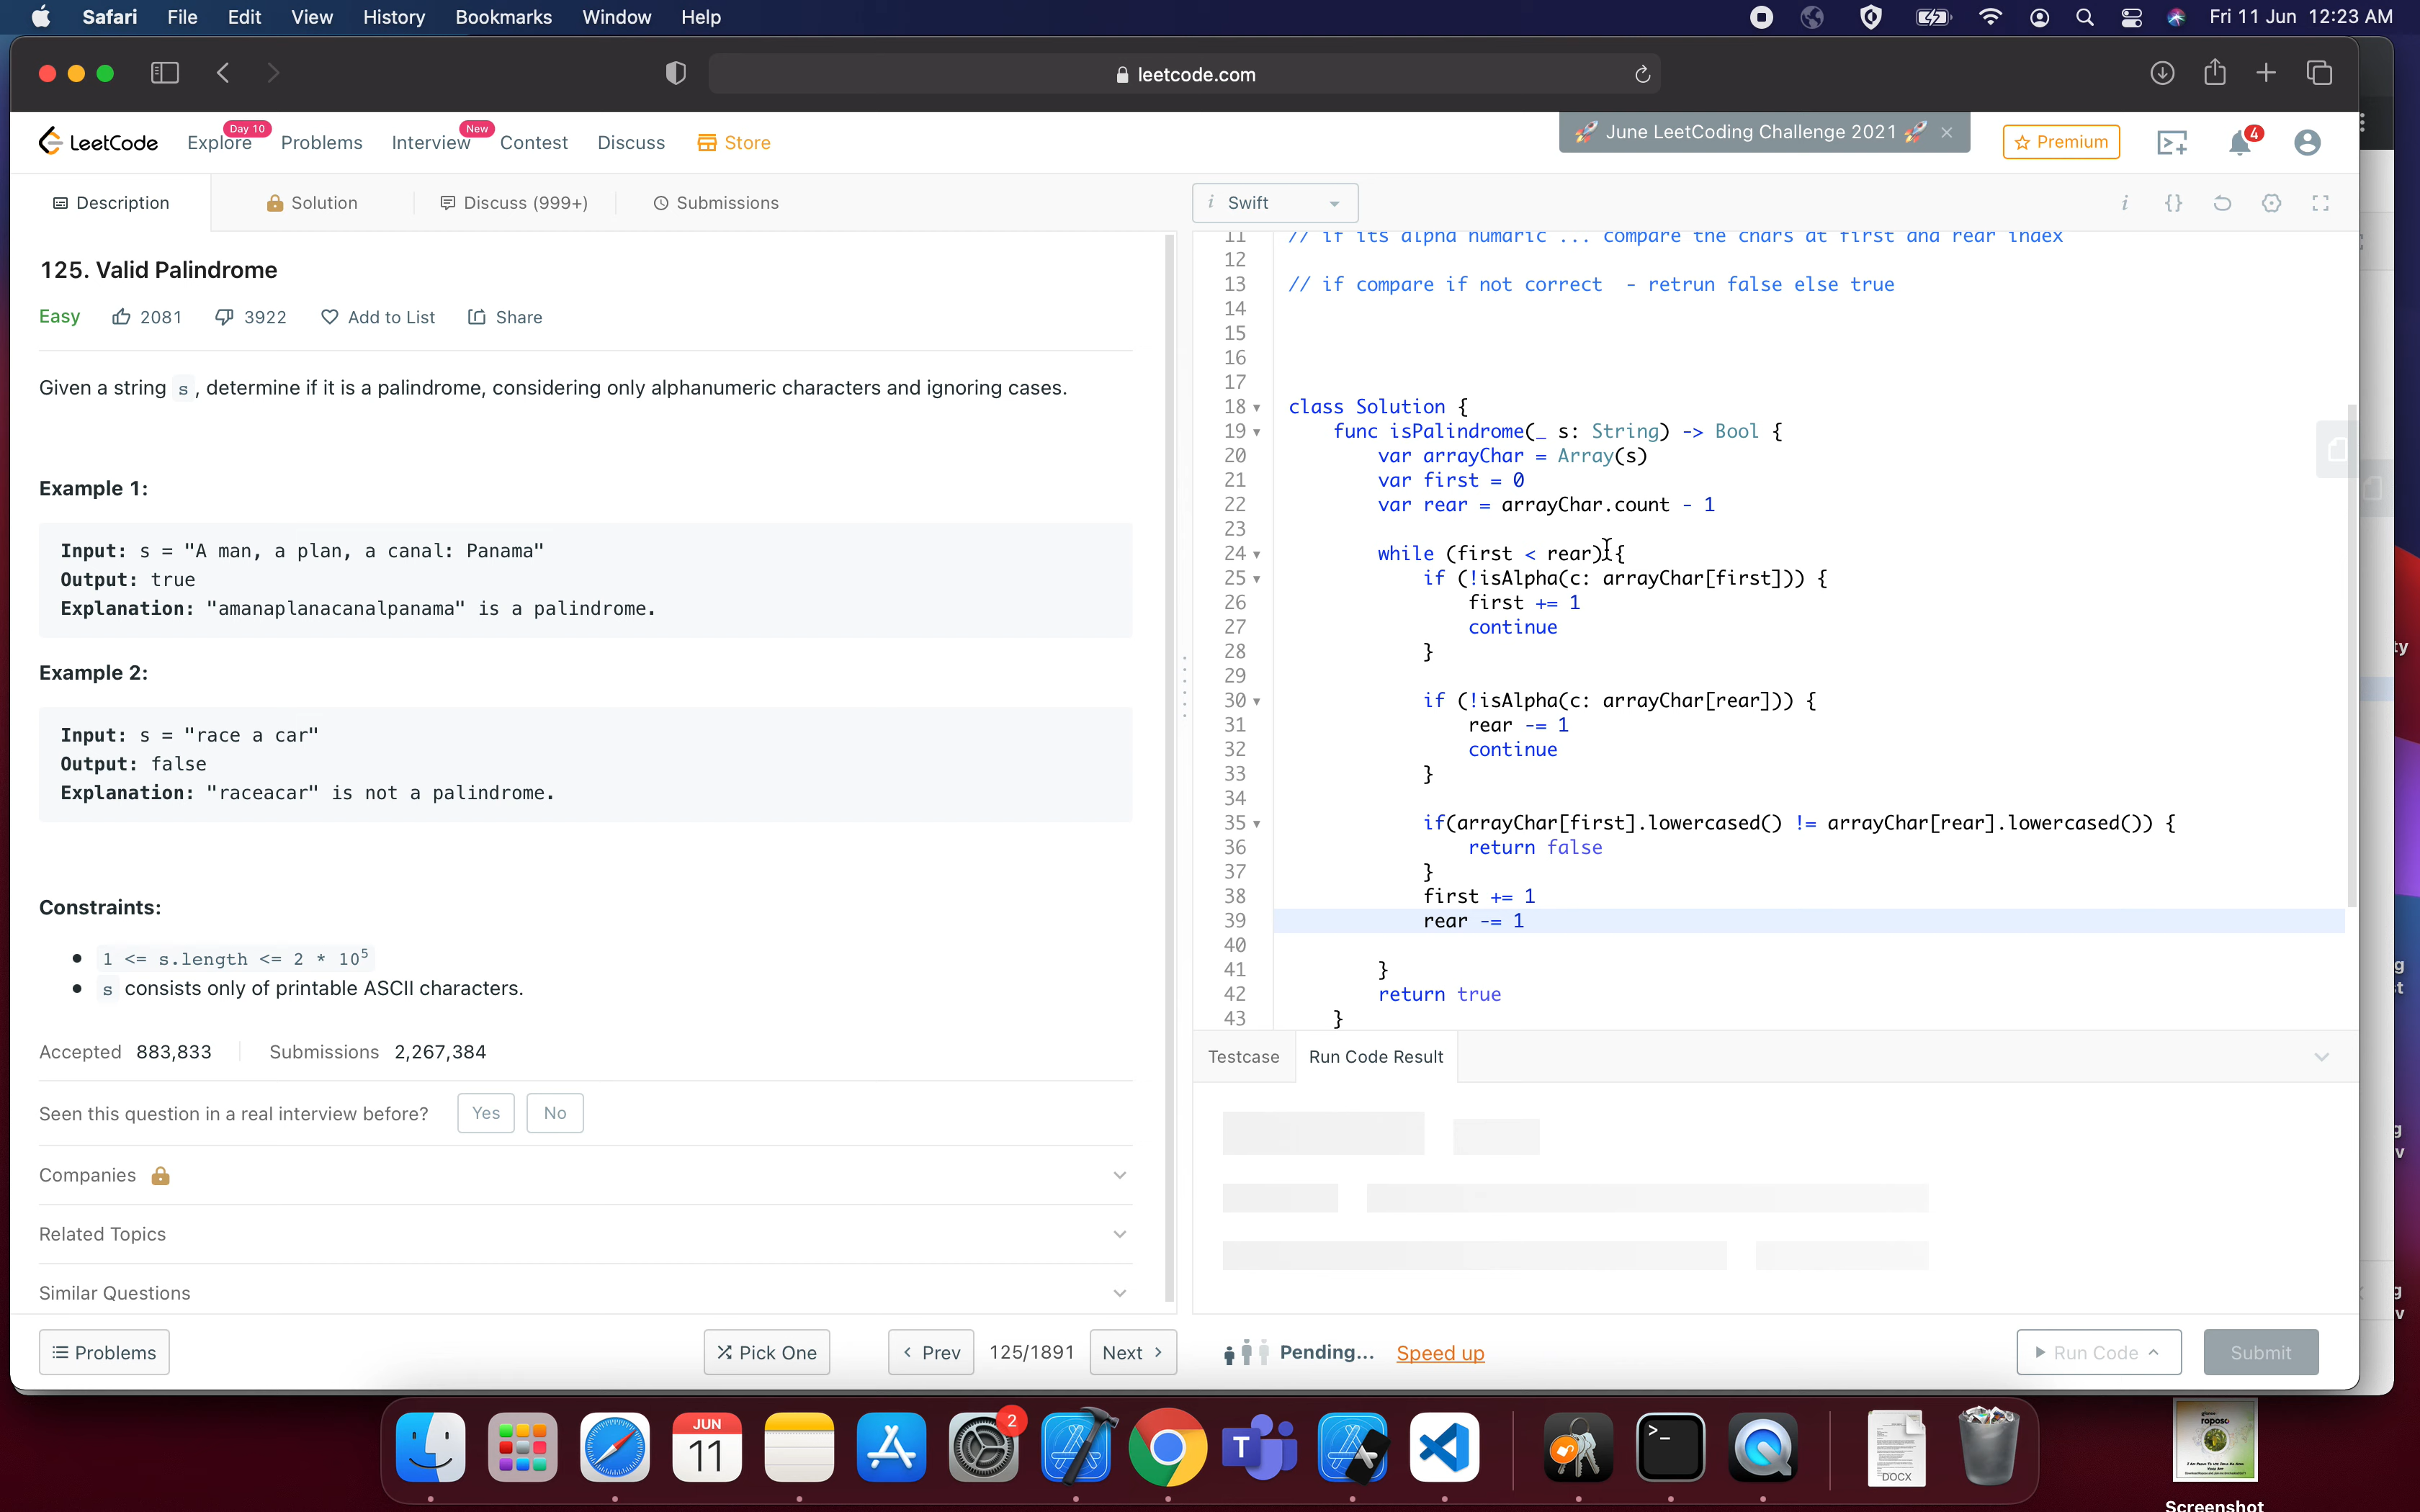 Safari File Edit View History Bookmarks Window Help
Fri 11 Jun 12:23 AM
leetcode.com
LeetCode Explore Day 10 Problems Interview New Contest Discuss Store
🚀 June LeetCoding Challenge 2021 🚀 ×
Premium
4
Description Solution Discuss (999+) Submissions
i Swift
125. Valid Palindrome
Easy 2081 3922 Add to List Share
Given a string s, determine if it is a palindrome, considering only alphanumeric characters and ignoring cases.
Example 1:
Input: s = "A man, a plan, a canal: Panama"
Output: true
Explanation: "amanaplanacanalpanama" is a palindrome.
Example 2:
Input: s = "race a car"
Output: false
Explanation: "raceacar" is not a palindrome.
Constraints:
1 <= s.length <= 2 * 10^5
s consists only of printable ASCII characters.
Accepted 883,833 Submissions 2,267,384
Seen this question in a real interview before? Yes No
Companies
Related Topics
Similar Questions
Problems Pick One < Prev 125/1891 Next >
11 // if its alpha numaric ... compare the chars at first and rear index
12
13 // if compare if not correct - retrun false else true
14
15
16
17
18 class Solution {
19 func isPalindrome(_ s: String) -> Bool {
20 var arrayChar = Array(s)
21 var first = 0
22 var rear = arrayChar.count - 1
23
24 while (first < rear) {
25 if (!isAlpha(c: arrayChar[first])) {
26 first += 1
27 continue
28 }
29
30 if (!isAlpha(c: arrayChar[rear])) {
31 rear -= 1
32 continue
33 }
34
35 if(arrayChar[first].lowercased() != arrayChar[rear].lowercased()) {
36 return false
37 }
38 first += 1
39 rear -= 1
40
41 }
42 return true
43 }
Testcase Run Code Result
Pending... Speed up
Run Code Submit
JUN
11
2
T
DOCX
roposo
Screenshot
ty